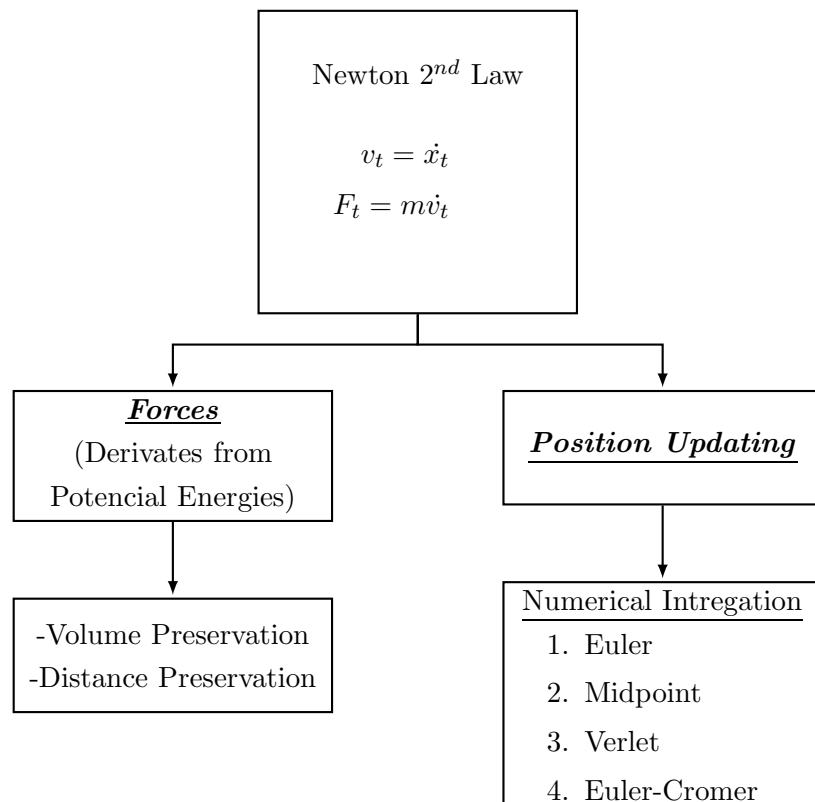 Newton 2nd Law
vt = ẋt
Ft = mv̇t
Forces
(Derivates from
Potencial Energies)
Position Updating
-Volume Preservation
-Distance Preservation
Numerical Intregation
1. Euler
2. Midpoint
3. Verlet
4. Euler-Cromer